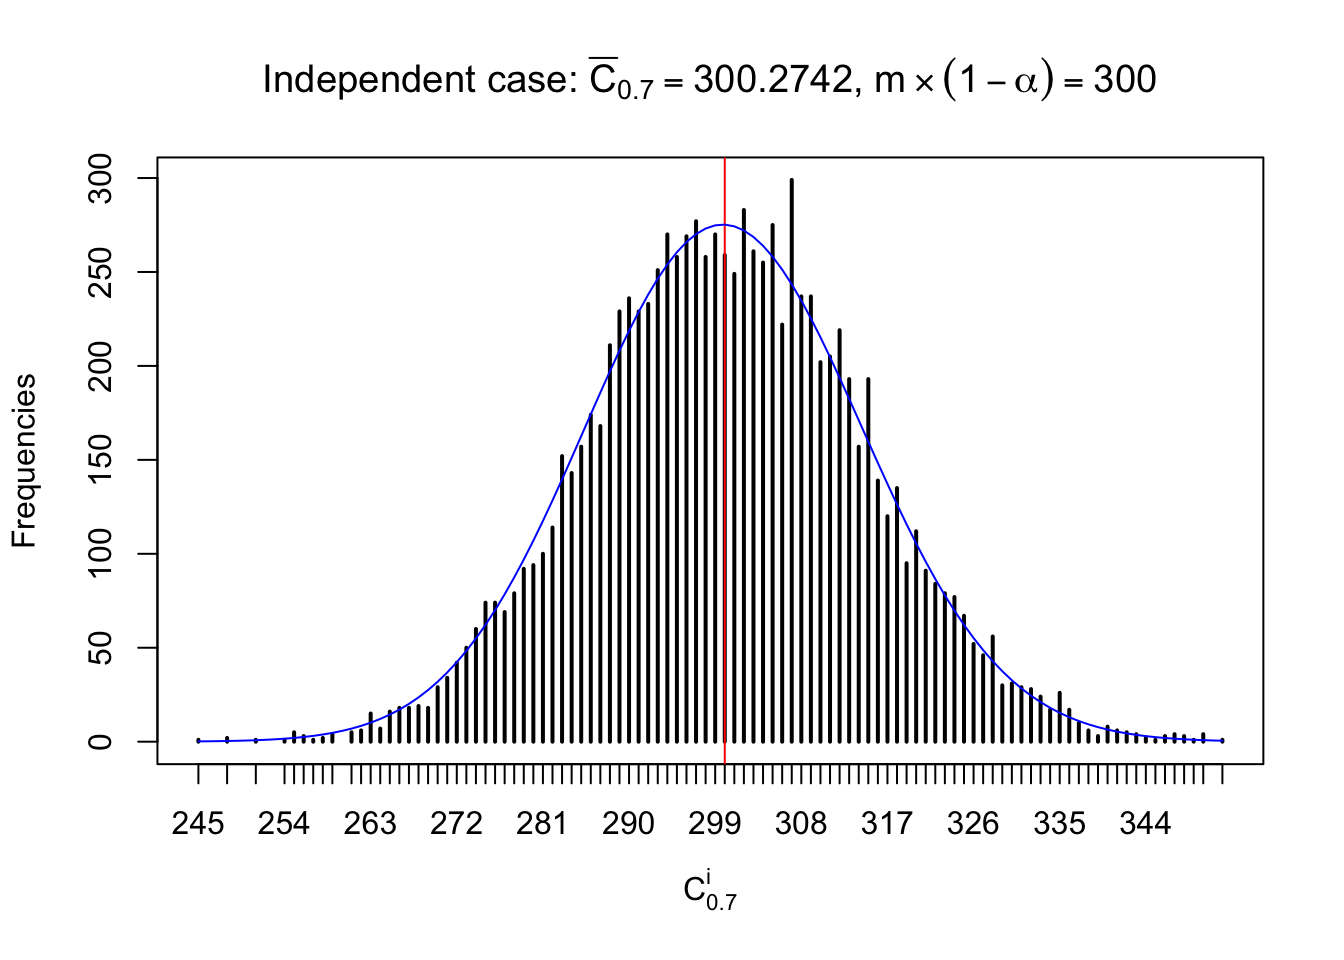 Independent case: C̅0.7 = 300.2742, m × (1 − α) = 300
300
250
200
150
100
50
0
Frequencies
245 254 263 272 281 290 299 308 317 326 335 344
C^i_0.7